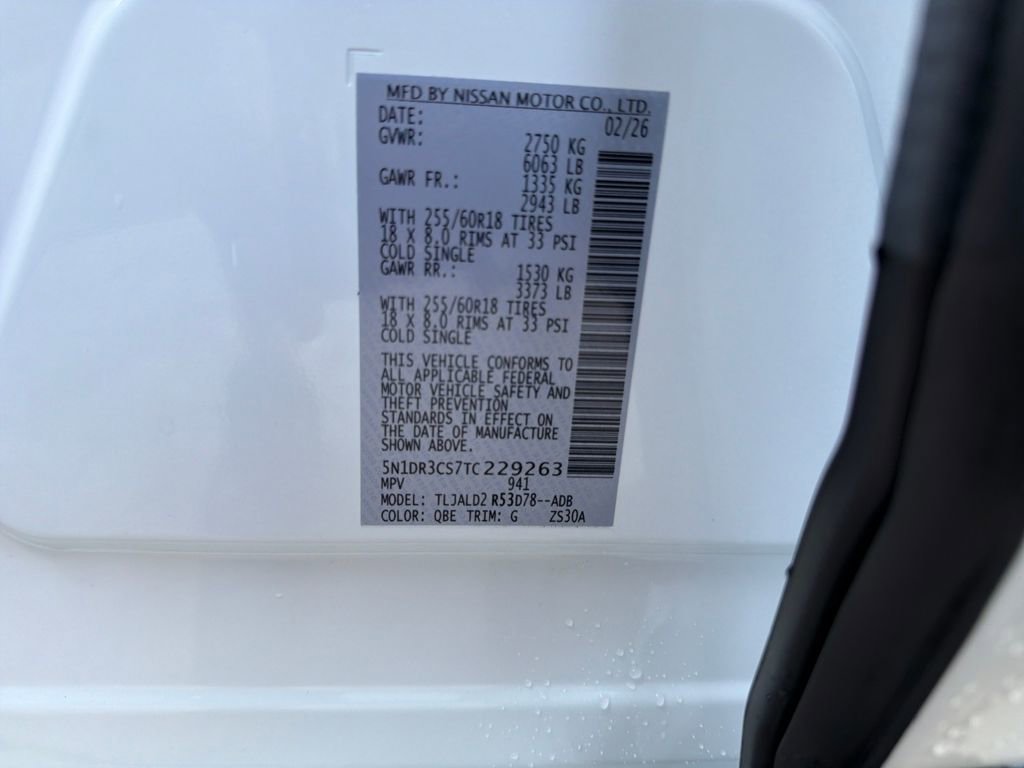 MFD BY NISSAN MOTOR CO., LTD.
DATE: 02/26
GVWR: 2750 KG
6063 LB
GAWR FR.: 1335 KG
2943 LB
WITH 255/60R18 TIRES
18 X 8.0 RIMS AT 33 PSI
COLD SINGLE
GAWR RR.: 1530 KG
3373 LB
WITH 255/60R18 TIRES
18 X 8.0 RIMS AT 33 PSI
COLD SINGLE
THIS VEHICLE CONFORMS TO
ALL APPLICABLE FEDERAL
MOTOR VEHICLE SAFETY AND
THEFT PREVENTION
STANDARDS IN EFFECT ON
THE DATE OF MANUFACTURE
SHOWN ABOVE.
5N1DR3CS7TC229263
MPV 941
MODEL: TLJALD2 R53D78--ADB
COLOR: QBE TRIM: G ZS30A